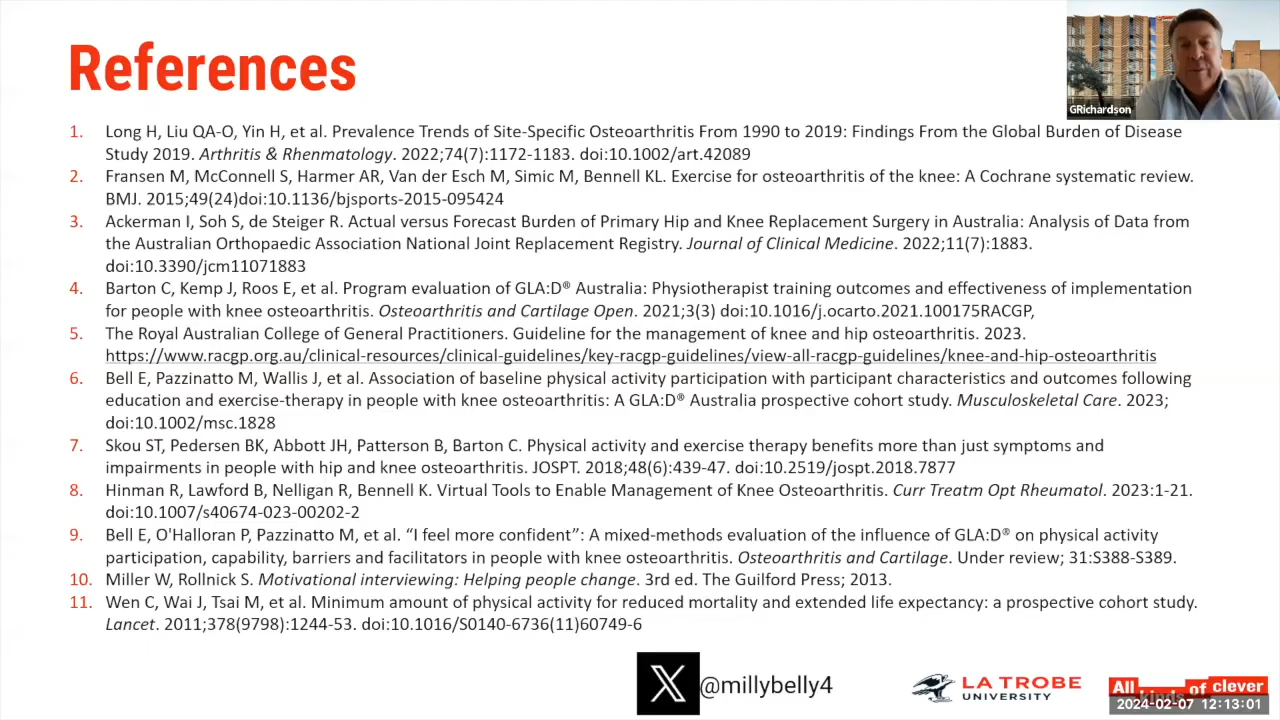 References
GRichardson
1. Long H, Liu QA-O, Yin H, et al. Prevalence Trends of Site-Specific Osteoarthritis From 1990 to 2019: Findings From the Global Burden of Disease
Study 2019. Arthritis & Rhenmatology. 2022;74(7):1172-1183. doi:10.1002/art.42089
2. Fransen M, McConnell S, Harmer AR, Van der Esch M, Simic M, Bennell KL. Exercise for osteoarthritis of the knee: A Cochrane systematic review.
BMJ. 2015;49(24)doi:10.1136/bjsports-2015-095424
3. Ackerman I, Soh S, de Steiger R. Actual versus Forecast Burden of Primary Hip and Knee Replacement Surgery in Australia: Analysis of Data from
the Australian Orthopaedic Association National Joint Replacement Registry. Journal of Clinical Medicine. 2022;11(7):1883.
doi:10.3390/jcm11071883
4. Barton C, Kemp J, Roos E, et al. Program evaluation of GLA:D® Australia: Physiotherapist training outcomes and effectiveness of implementation
for people with knee osteoarthritis. Osteoarthritis and Cartilage Open. 2021;3(3) doi:10.1016/j.ocarto.2021.100175RACGP,
5. The Royal Australian College of General Practitioners. Guideline for the management of knee and hip osteoarthritis. 2023.
https://www.racgp.org.au/clinical-resources/clinical-guidelines/key-racgp-guidelines/view-all-racgp-guidelines/knee-and-hip-osteoarthritis
6. Bell E, Pazzinatto M, Wallis J, et al. Association of baseline physical activity participation with participant characteristics and outcomes following
education and exercise-therapy in people with knee osteoarthritis: A GLA:D® Australia prospective cohort study. Musculoskeletal Care. 2023;
doi:10.1002/msc.1828
7. Skou ST, Pedersen BK, Abbott JH, Patterson B, Barton C. Physical activity and exercise therapy benefits more than just symptoms and
impairments in people with hip and knee osteoarthritis. JOSPT. 2018;48(6):439-47. doi:10.2519/jospt.2018.7877
8. Hinman R, Lawford B, Nelligan R, Bennell K. Virtual Tools to Enable Management of Knee Osteoarthritis. Curr Treatm Opt Rheumatol. 2023:1-21.
doi:10.1007/s40674-023-00202-2
9. Bell E, O'Halloran P, Pazzinatto M, et al. “I feel more confident”: A mixed-methods evaluation of the influence of GLA:D® on physical activity
participation, capability, barriers and facilitators in people with knee osteoarthritis. Osteoarthritis and Cartilage. Under review; 31:S388-S389.
10. Miller W, Rollnick S. Motivational interviewing: Helping people change. 3rd ed. The Guilford Press; 2013.
11. Wen C, Wai J, Tsai M, et al. Minimum amount of physical activity for reduced mortality and extended life expectancy: a prospective cohort study.
Lancet. 2011;378(9798):1244-53. doi:10.1016/S0140-6736(11)60749-6
@millybelly4
LA TROBE
UNIVERSITY
All kinds of clever
2024-02-07 12:13:01